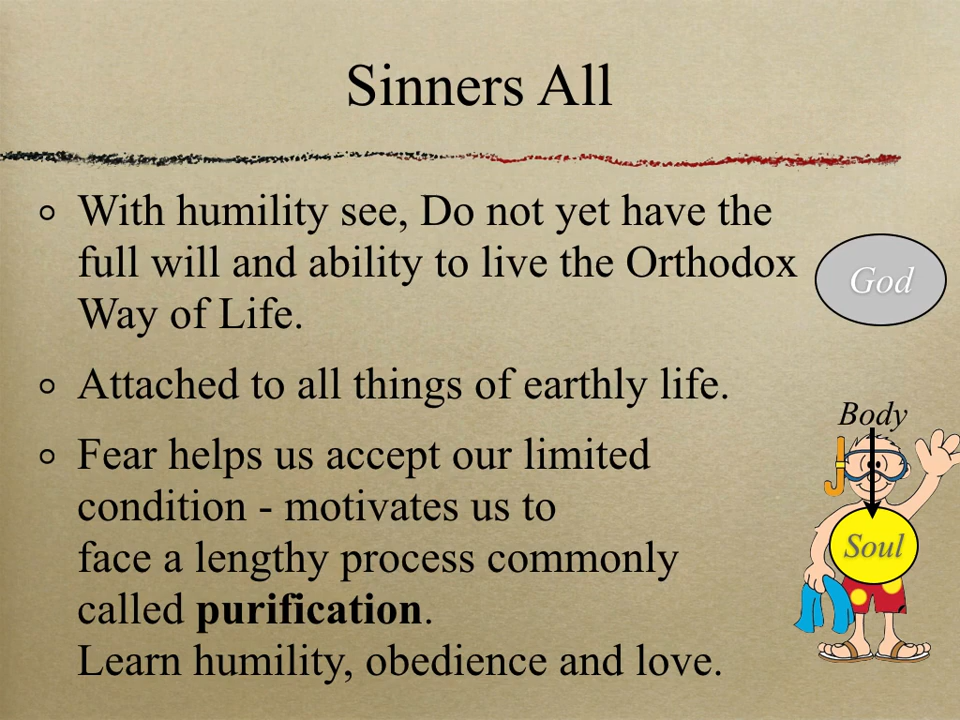 Sinners All
With humility see, Do not yet have the
full will and ability to live the Orthodox
Way of Life.
Attached to all things of earthly life.
Fear helps us accept our limited
condition - motivates us to
face a lengthy process commonly
called purification.
Learn humility, obedience and love.
God
Body
Soul